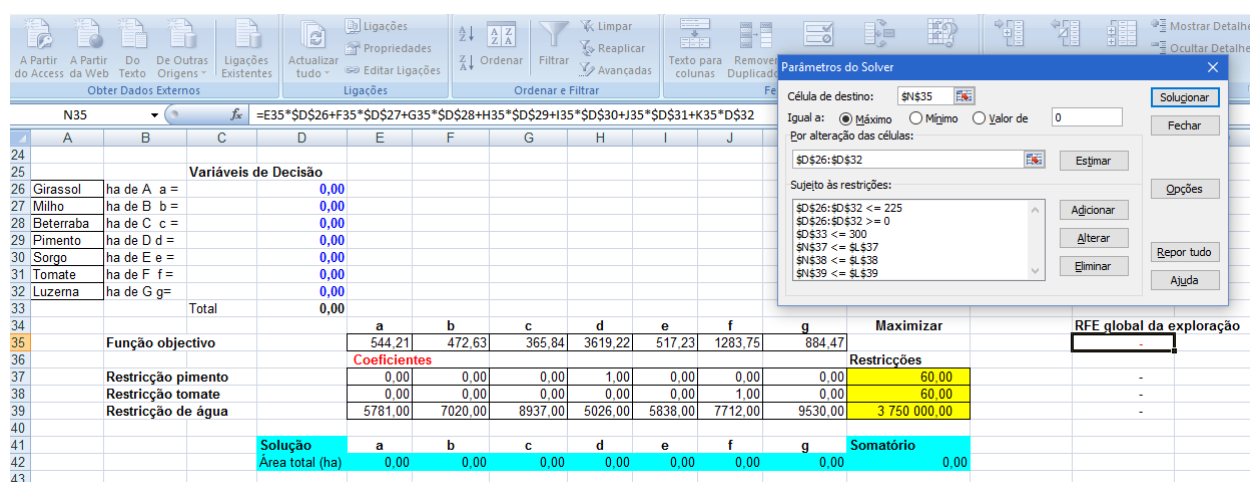 Ligações
Propriedades
Editar Ligações
Limpar
Replicar
Avançadas
Mostrar Detalhe
Ocultar Detalhe
A Partir do Access
A Partir da Web
Do Texto
De Outras Origens
Ligações Existentes
Actualizar tudo
Ordenar
Filtrar
Texto para colunas
Remover Duplicad
Obter Dados Externos
Ligações
Ordenar e Filtrar
Fe
N35
fx
=E35*$D$26+F35*$D$27+G35*$D$28+H35*$D$29+I35*$D$30+J35*$D$31+K35*D$32
Parâmetros do Solver
Célula de destino: $N$35
Igual a: Máximo Mínimo Valor de 0
Por alteração das células:
$D$26:$D$32
Sujeito às restrições:
$D$26:$D$32 <= 225
$D$26:$D$32 >= 0
$D$33 <= 300
$N$37 <= $L$37
$N$38 <= $L$38
$N$39 <= $L$39
Solucionar
Fechar
Estimar
Opções
Adicionar
Alterar
Eliminar
Repor tudo
Ajuda
A B C D E F G H I J
24
25 Variáveis de Decisão
26 Girassol ha de A a = 0,00
27 Milho ha de B b = 0,00
28 Beterraba ha de C c = 0,00
29 Pimento ha de D d = 0,00
30 Sorgo ha de E e = 0,00
31 Tomate ha de F f = 0,00
32 Luzerna ha de G g= 0,00
33 Total 0,00
34 a b c d e f g Maximizar RFE global da exploração
35 Função objectivo 544,21 472,63 365,84 3619,22 517,23 1283,75 884,47 -
36 Coeficientes Restricções
37 Restricção pimento 0,00 0,00 0,00 1,00 0,00 0,00 0,00 60,00 -
38 Restricção tomate 0,00 0,00 0,00 0,00 0,00 1,00 0,00 60,00 -
39 Restricção de água 5781,00 7020,00 8937,00 5026,00 5838,00 7712,00 9530,00 3 750 000,00 -
40
41 Solução a b c d e f g Somatório
42 Área total (ha) 0,00 0,00 0,00 0,00 0,00 0,00 0,00 0,00
43